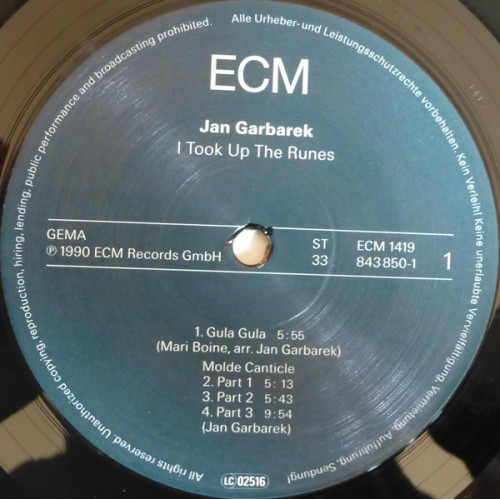 All rights reserved. Unauthorized copying, reproduction, hiring, lending, public performance and broadcasting prohibited.
Alle Urheber- und Leistungsschutzrechte vorbehalten. Kein Verleih! Keine unerlaubte Vervielfältigung, Vermietung, Aufführung, Sendung!
ECM
Jan Garbarek
I Took Up The Runes
GEMA
℗ 1990 ECM Records GmbH
ST
33
ECM 1419
843 850-1
1
1. Gula Gula 5:55
(Mari Boine, arr. Jan Garbarek)
Molde Canticle
2. Part 1 5:13
3. Part 2 5:43
4. Part 3 9:54
(Jan Garbarek)
LC 02516